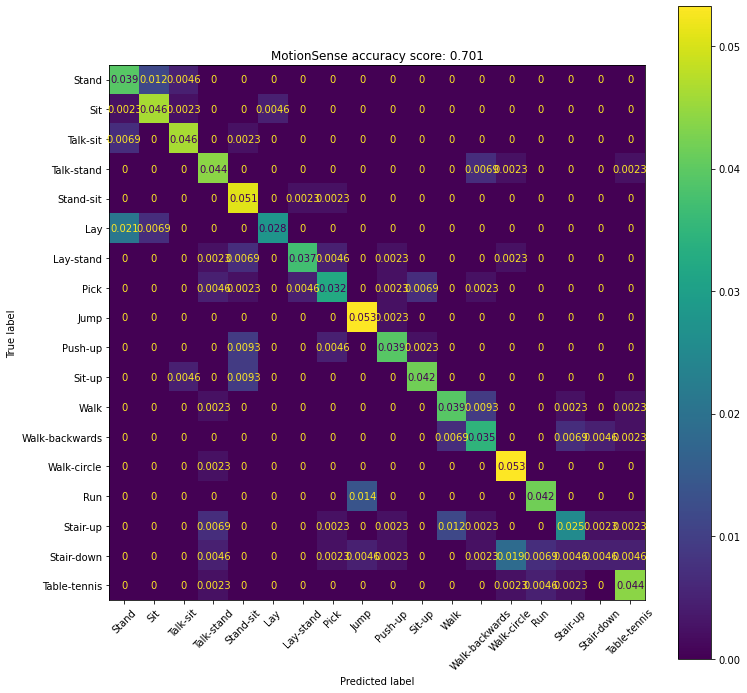 MotionSense accuracy score: 0.701
True label
Stand 0.039 0.012 0.0046 0 0 0 0 0 0 0 0 0 0 0 0 0 0 0
Sit 0.0023 0.046 0.0023 0 0 0.0046 0 0 0 0 0 0 0 0 0 0 0 0
Talk-sit 0.0069 0 0.046 0 0.0023 0 0 0 0 0 0 0 0 0 0 0 0 0
Talk-stand 0 0 0 0.044 0 0 0 0 0 0 0 0 0.0069 0.0023 0 0 0 0.0023
Stand-sit 0 0 0 0 0.051 0 0.0023 0.0023 0 0 0 0 0 0 0 0 0 0
Lay 0.021 0.0069 0 0 0 0.028 0 0 0 0 0 0 0 0 0 0 0 0
Lay-stand 0 0 0 0.0023 0.0069 0 0.037 0.0046 0 0.0023 0 0 0 0.0023 0 0 0 0
Pick 0 0 0 0.0046 0.0023 0 0.0046 0.032 0 0.0023 0.0069 0 0.0023 0 0 0 0 0
Jump 0 0 0 0 0 0 0 0 0.053 0.0023 0 0 0 0 0 0 0 0
Push-up 0 0 0 0 0.0093 0 0 0.0046 0 0.039 0.0023 0 0 0 0 0 0 0
Sit-up 0 0 0.0046 0 0.0093 0 0 0 0 0 0.042 0 0 0 0 0 0 0
Walk 0 0 0 0.0023 0 0 0 0 0 0 0 0.039 0.0093 0 0 0.0023 0 0.0023
Walk-backwards 0 0 0 0 0 0 0 0 0 0 0 0.0069 0.035 0 0 0.0069 0.0046 0.0023
Walk-circle 0 0 0 0.0023 0 0 0 0 0 0 0 0 0 0.053 0 0 0 0
Run 0 0 0 0 0 0 0 0 0.014 0 0 0 0 0 0.042 0 0 0
Stair-up 0 0 0 0.0069 0 0 0 0.0023 0 0.0023 0 0.012 0.0023 0 0 0.025 0.0023 0.0023
Stair-down 0 0 0 0.0046 0 0 0 0.0023 0.0046 0.0023 0 0 0.0023 0.019 0.0069 0.0046 0.0046 0.0046
Table-tennis 0 0 0 0.0023 0 0 0 0 0 0 0 0 0 0.0023 0.0046 0.0023 0 0.044
Stand Sit Talk-sit Talk-stand Stand-sit Lay Lay-stand Pick Jump Push-up Sit-up Walk Walk-backwards Walk-circle Run Stair-up Stair-down Table-tennis
Predicted label
0.05
0.04
0.03
0.02
0.01
0.00